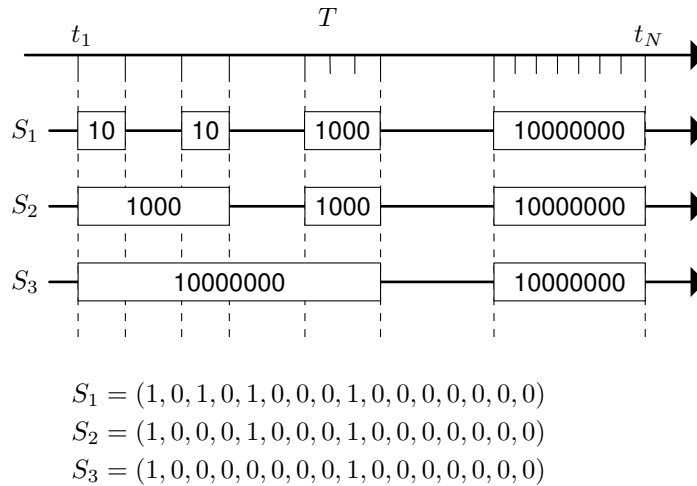 T
t₁ t_N
S₁ 10 10 1000 10000000
S₂ 1000 1000 10000000
S₃ 10000000 10000000
S₁ = (1, 0, 1, 0, 1, 0, 0, 0, 1, 0, 0, 0, 0, 0, 0, 0)
S₂ = (1, 0, 0, 0, 1, 0, 0, 0, 1, 0, 0, 0, 0, 0, 0, 0)
S₃ = (1, 0, 0, 0, 0, 0, 0, 0, 1, 0, 0, 0, 0, 0, 0, 0)